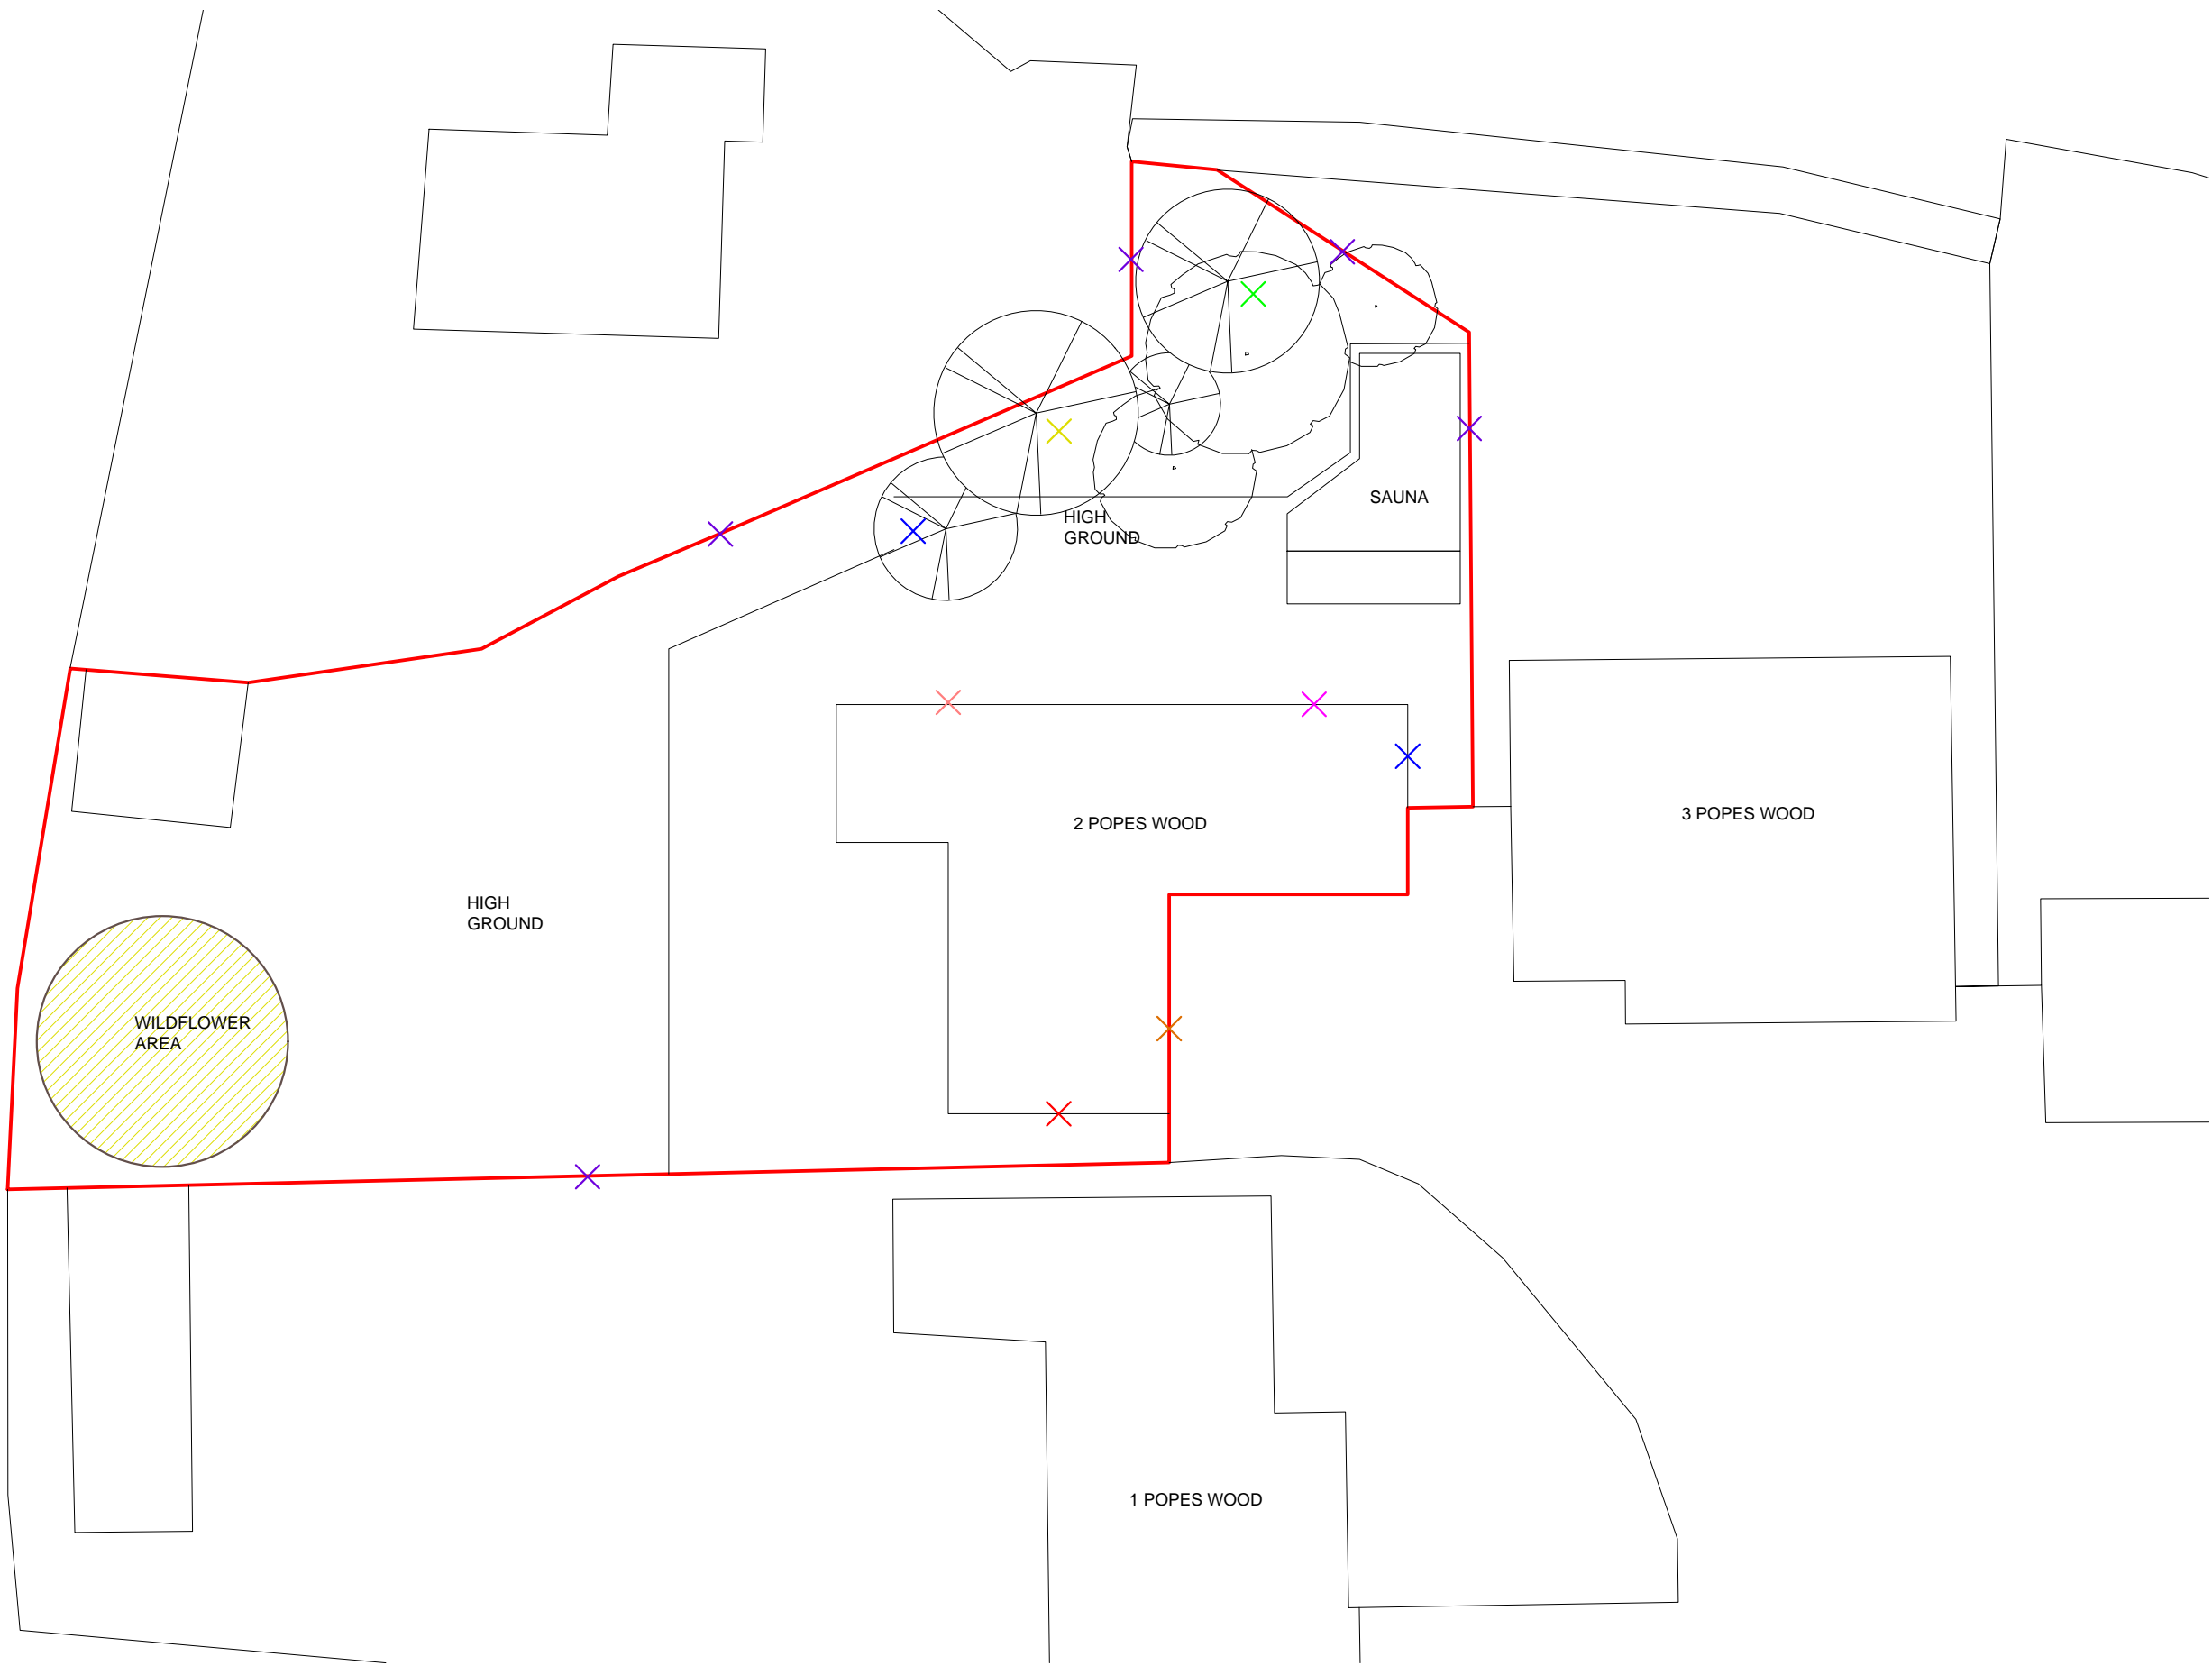 SAUNA
HIGH
GROUND
2 POPES WOOD
3 POPES WOOD
HIGH
GROUND
WILDFLOWER
AREA
1 POPES WOOD